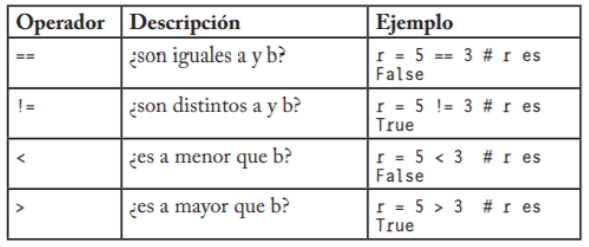 Operador Descripción Ejemplo
== ¿son iguales a y b? r = 5 == 3 # r es
False
!= ¿son distintos a y b? r = 5 != 3 # r es
True
< ¿es a menor que b? r = 5 < 3  # r es
False
> ¿es a mayor que b? r = 5 > 3  # r es
True